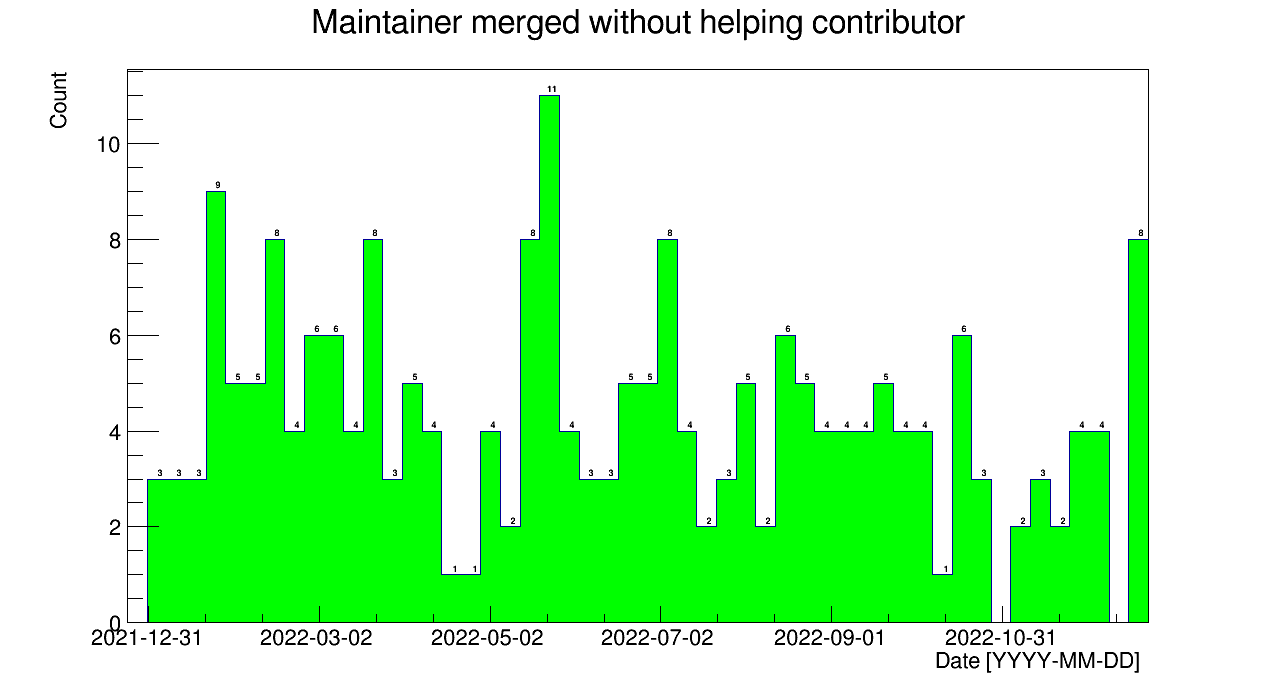 Maintainer merged without helping contributor
Count
11
10
9
8 8 8 8 8 8
6 6 6 6 6
5 5 5 5 5 5 5 5
4 4 4 4 4 4 4 4 4 4 4 4 4 4
3 3 3 3 3 3 3 3 3
2 2 2 2 2
1 1 1
0
2021-12-31 2022-03-02 2022-05-02 2022-07-02 2022-09-01 2022-10-31
Date [YYYY-MM-DD]